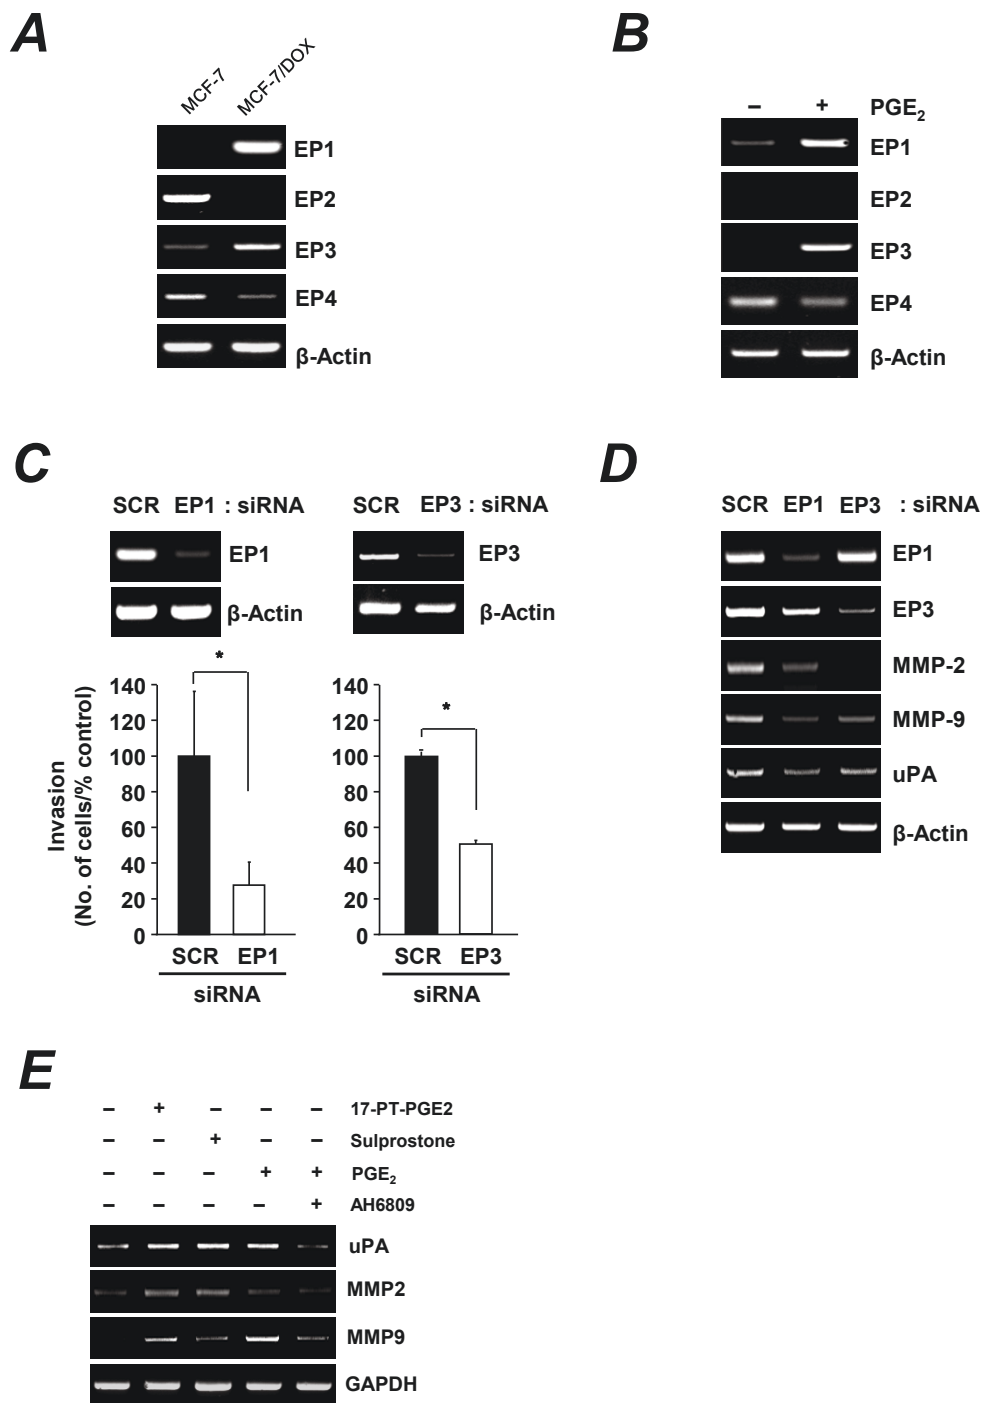 A
MCF-7 MCF-7/DOX
EP1
EP2
EP3
EP4
β-Actin
B
– + PGE2
EP1
EP2
EP3
EP4
β-Actin
C
SCR EP1 : siRNA
EP1
β-Actin
SCR EP3 : siRNA
EP3
β-Actin
Invasion
(No. of cells/% control)
*
140
120
100
80
60
40
20
0
SCR EP1
siRNA
*
140
120
100
80
60
40
20
0
SCR EP3
siRNA
D
SCR EP1 EP3 : siRNA
EP1
EP3
MMP-2
MMP-9
uPA
β-Actin
E
– + – – – 17-PT-PGE2
– – + – – Sulprostone
– – – + + PGE2
– – – – + AH6809
uPA
MMP2
MMP9
GAPDH